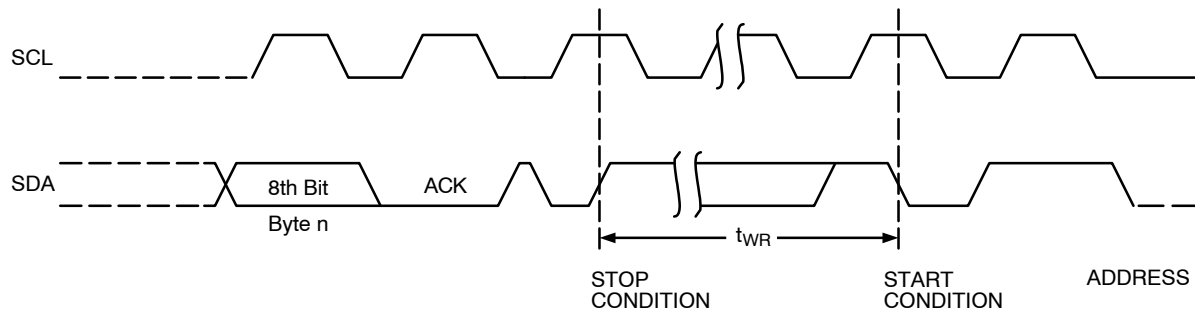 SCL
SDA
8th Bit
Byte n
ACK
tWR
STOP
CONDITION
START
CONDITION
ADDRESS